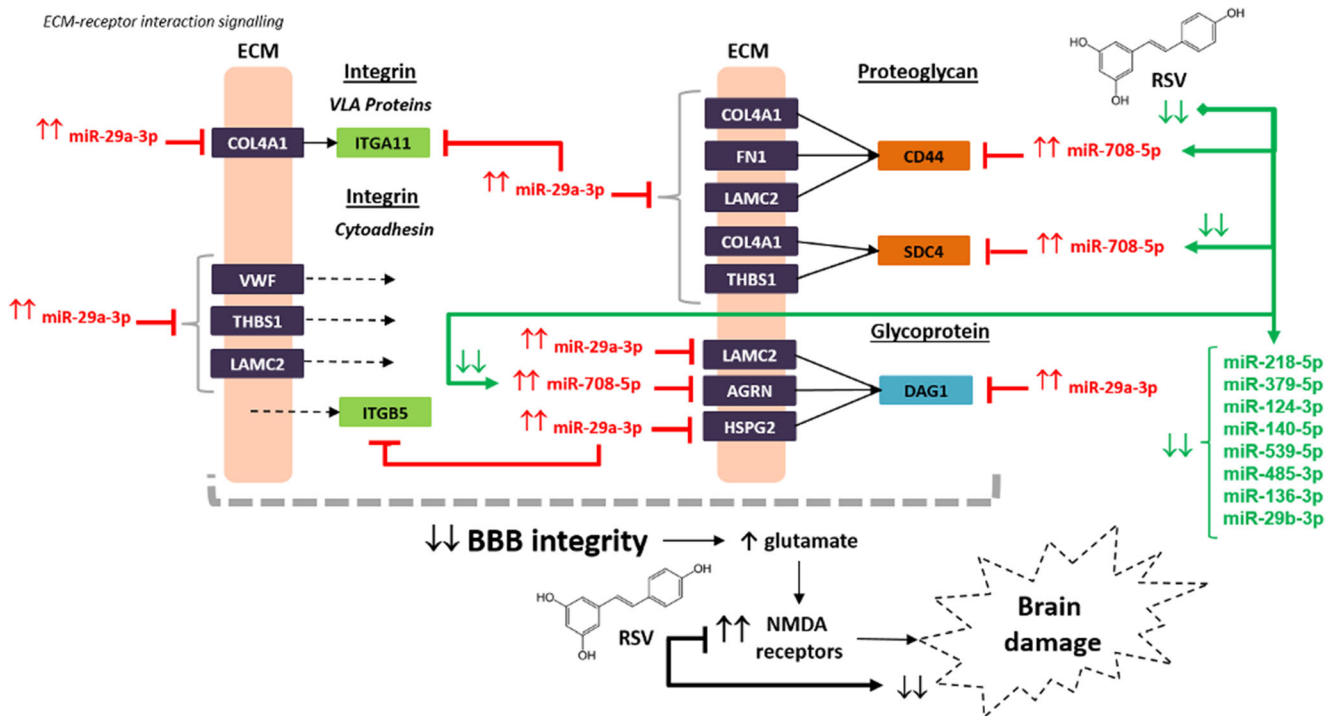 ECM-receptor interaction signalling
ECM
Integrin
VLA Proteins
↑↑ miR-29a-3p
COL4A1
ITGA11
Integrin
Cytoadhesin
↑↑ miR-29a-3p
VWF
THBS1
LAMC2
ITGB5
ECM
Proteoglycan
↑↑ miR-29a-3p
COL4A1
FN1
LAMC2
CD44
↑↑ miR-708-5p
COL4A1
THBS1
SDC4
↑↑ miR-708-5p
OH
HO
OH
RSV
↓↓
↓↓
Glycoprotein
↓↓
↑↑ miR-29a-3p
↑↑ miR-708-5p
↑↑ miR-29a-3p
LAMC2
AGRN
HSPG2
DAG1
↑↑ miR-29a-3p
↓↓
miR-218-5p
miR-379-5p
miR-124-3p
miR-140-5p
miR-539-5p
miR-485-3p
miR-136-3p
miR-29b-3p
↓↓ BBB integrity
↑ glutamate
OH
HO
OH
RSV
↑↑ NMDA
receptors
↓↓
Brain
damage